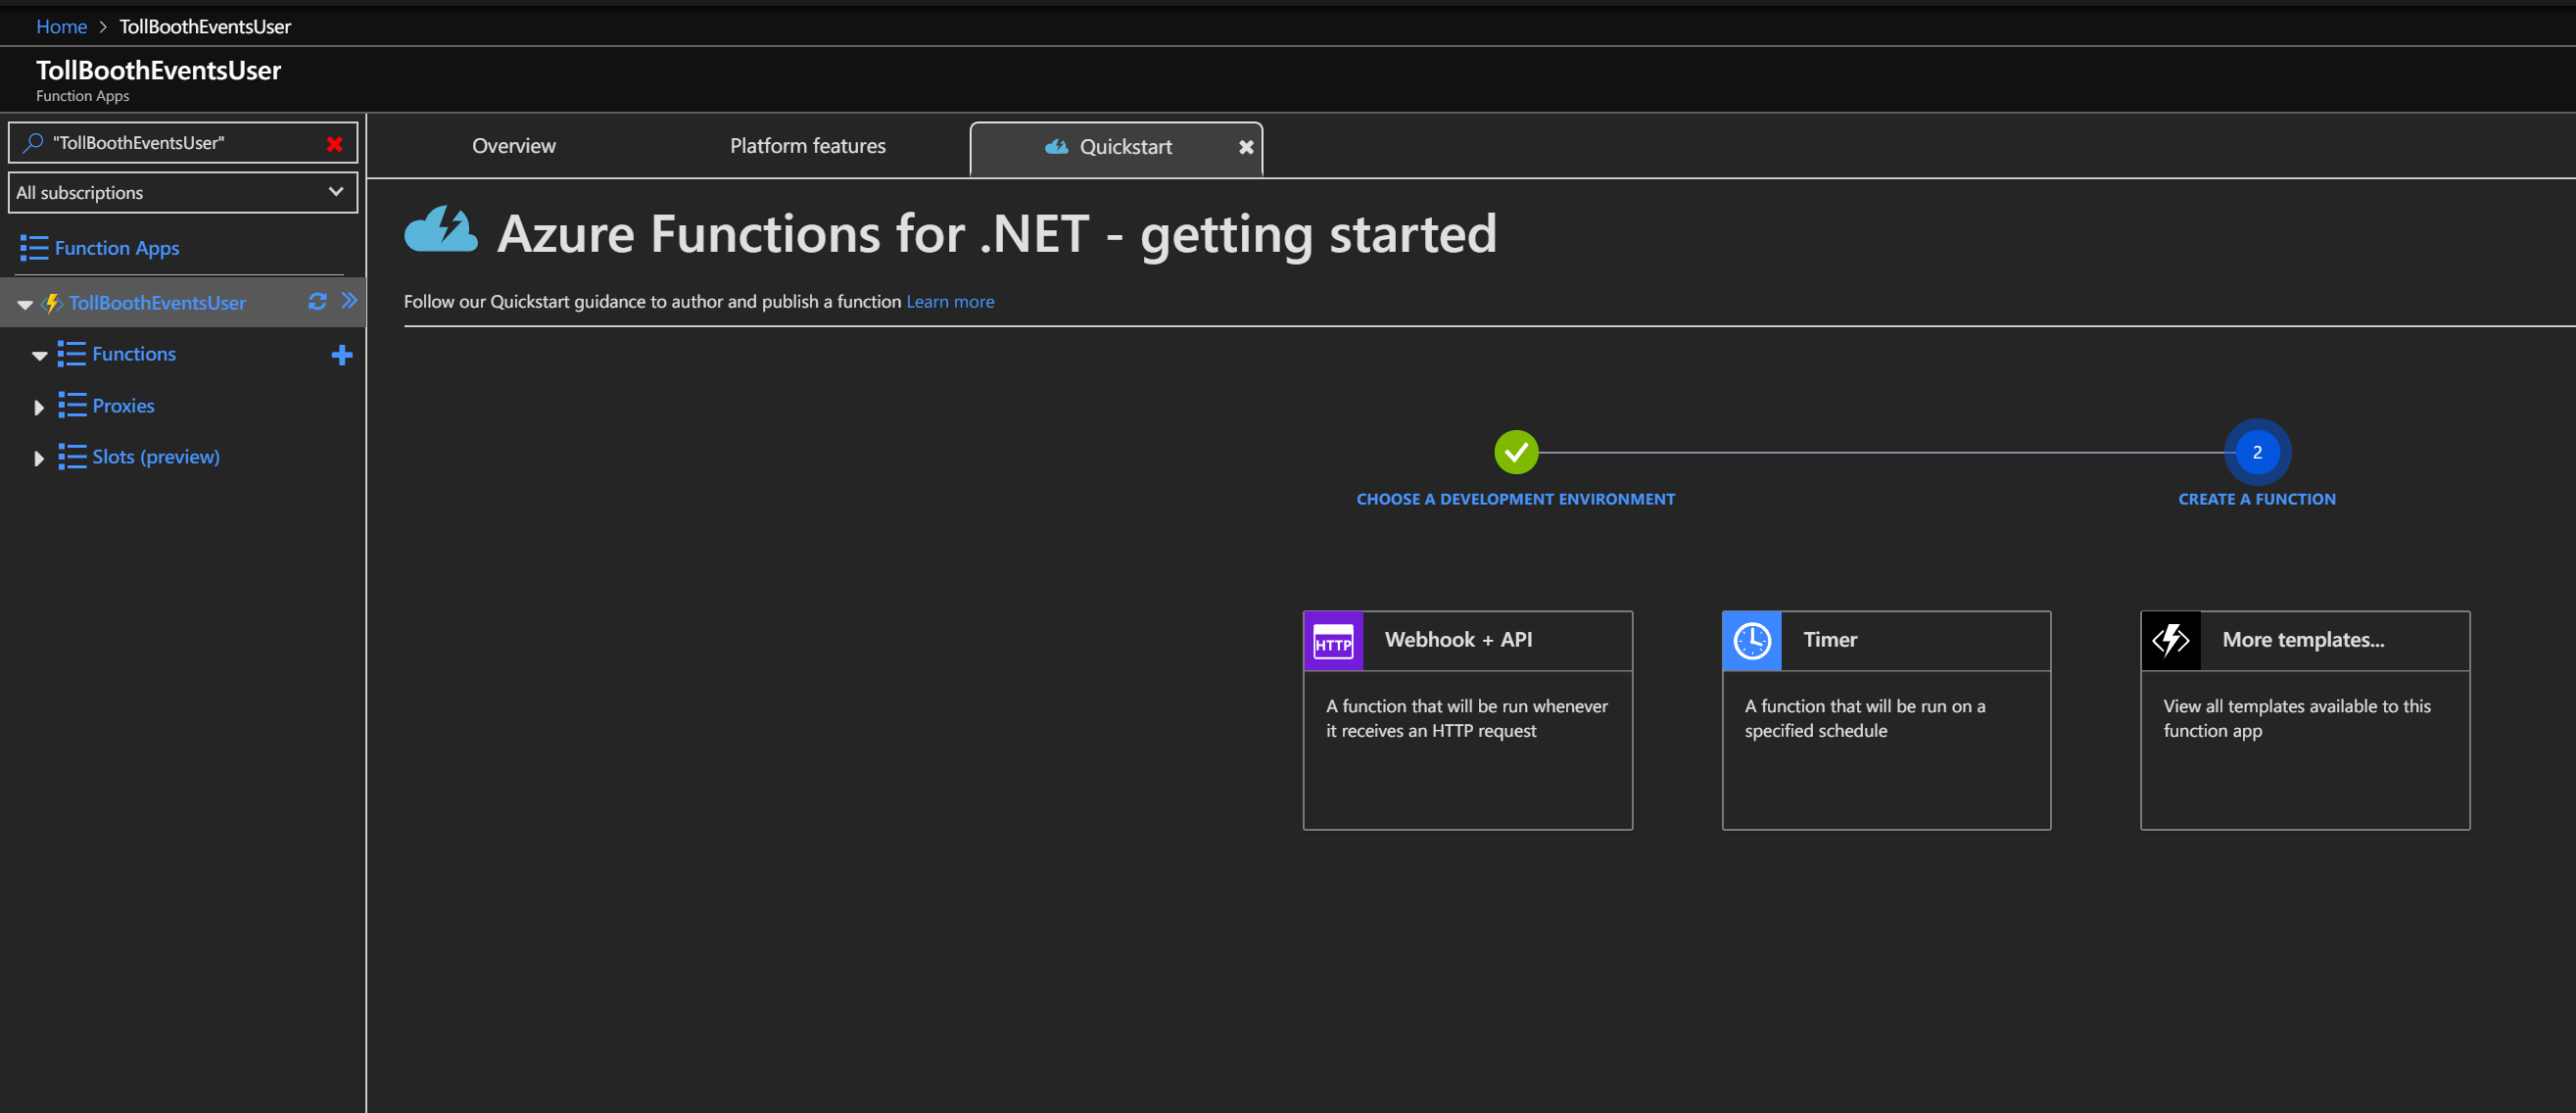 Home > TollBoothEventsUser
TollBoothEventsUser
Function Apps
"TollBoothEventsUser"
All subscriptions
Function Apps
TollBoothEventsUser
Functions
Proxies
Slots (preview)
Overview
Platform features
Quickstart
Azure Functions for .NET - getting started
Follow our Quickstart guidance to author and publish a function Learn more
2
CHOOSE A DEVELOPMENT ENVIRONMENT
CREATE A FUNCTION
HTTP
Webhook + API
A function that will be run whenever
it receives an HTTP request
Timer
A function that will be run on a
specified schedule
More templates...
View all templates available to this
function app